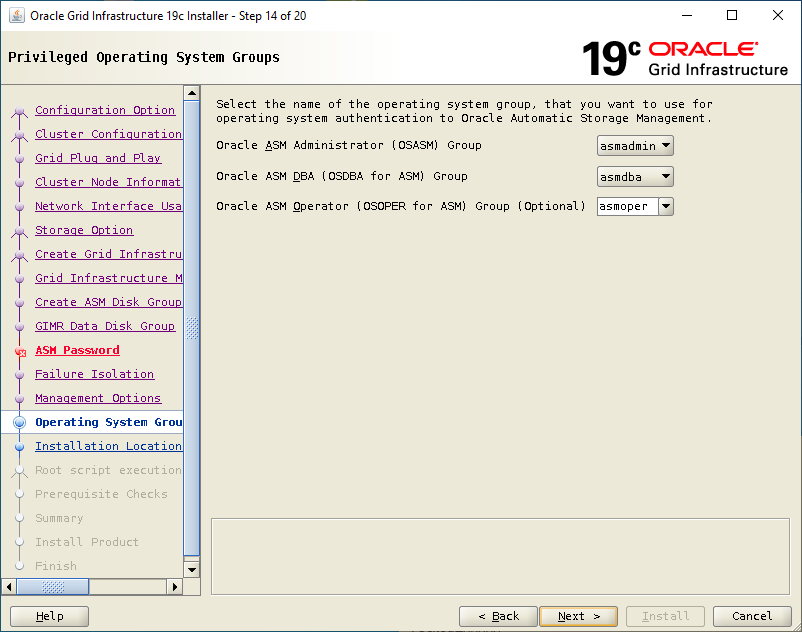 Oracle Grid Infrastructure 19c Installer - Step 14 of 20
Privileged Operating System Groups
19c ORACLE
Grid Infrastructure
Configuration Option
Cluster Configuration
Grid Plug and Play
Cluster Node Informat
Network Interface Usa
Storage Option
Create Grid Infrastru
Grid Infrastructure M
Create ASM Disk Group
GIMR Data Disk Group
ASM Password
Failure Isolation
Management Options
Operating System Grou
Installation Location
Root script execution
Prerequisite Checks
Summary
Install Product
Finish
Select the name of the operating system group, that you want to use for
operating system authentication to Oracle Automatic Storage Management.
Oracle ASM Administrator (OSASM) Group asmadmin
Oracle ASM DBA (OSDBA for ASM) Group asmdba
Oracle ASM Operator (OSOPER for ASM) Group (Optional) asmoper
Help < Back Next > Install Cancel